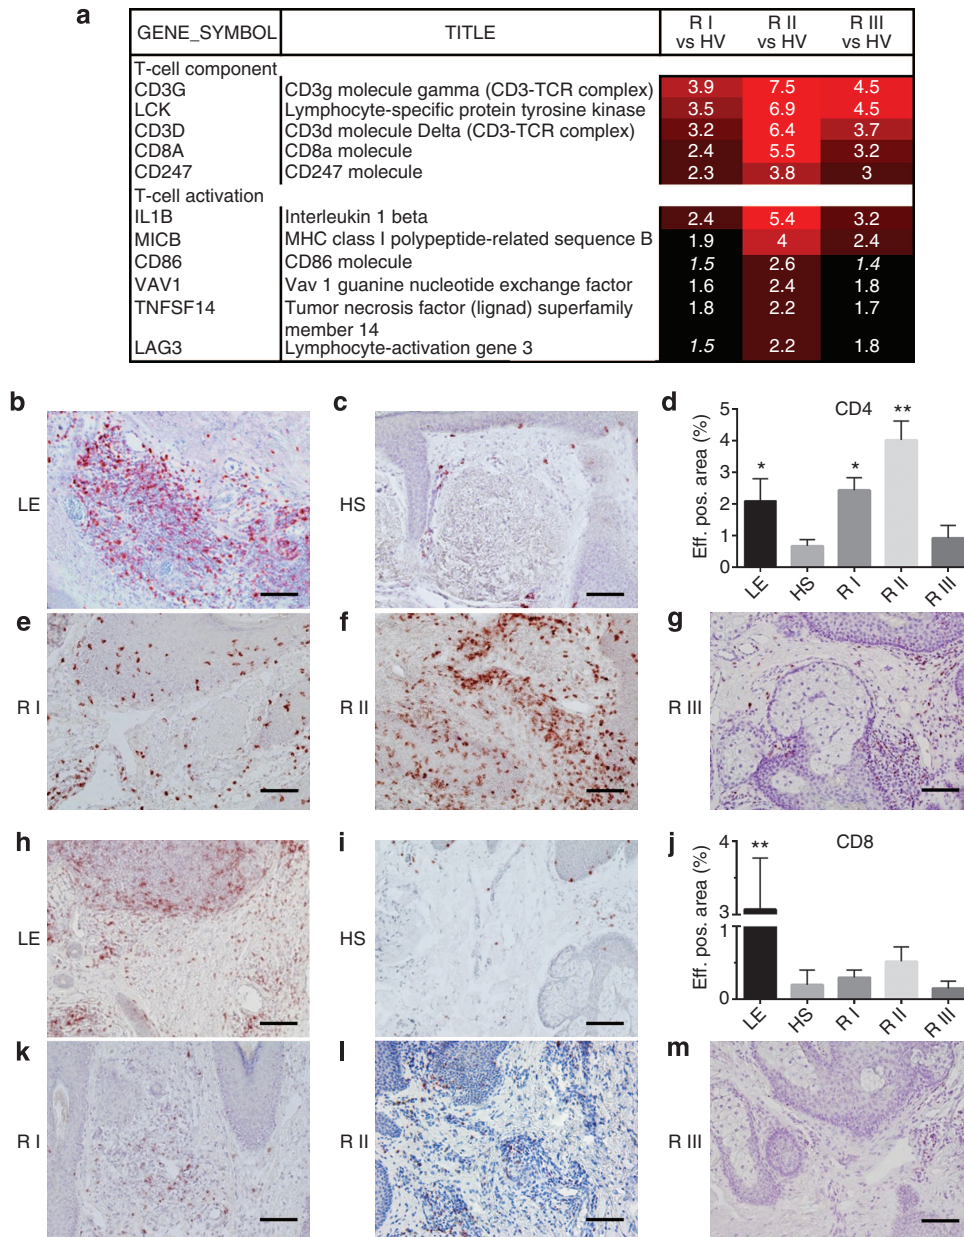 a
GENE_SYMBOL TITLE R I vs HV R II vs HV R III vs HV
T-cell component
CD3G CD3g molecule gamma (CD3-TCR complex) 3.9 7.5 4.5
LCK Lymphocyte-specific protein tyrosine kinase 3.5 6.9 4.5
CD3D CD3d molecule Delta (CD3-TCR complex) 3.2 6.4 3.7
CD8A CD8a molecule 2.4 5.5 3.2
CD247 CD247 molecule 2.3 3.8 3
T-cell activation
IL1B Interleukin 1 beta 2.4 5.4 3.2
MICB MHC class I polypeptide-related sequence B 1.9 4 2.4
CD86 CD86 molecule 1.5 2.6 1.4
VAV1 Vav 1 guanine nucleotide exchange factor 1.6 2.4 1.8
TNFSF14 Tumor necrosis factor (lignad) superfamily 1.8 2.2 1.7
member 14
LAG3 Lymphocyte-activation gene 3 1.5 2.2 1.8
b
LE
c
HS
d
CD4
Eff. pos. area (%)
5
4
3
2
1
0
* * **
LE HS R I R II R III
e
R I
f
R II
g
R III
h
LE
i
HS
j
CD8
Eff. pos. area (%)
4
3
1
0
**
LE HS R I R II R III
k
R I
l
R II
m
R III